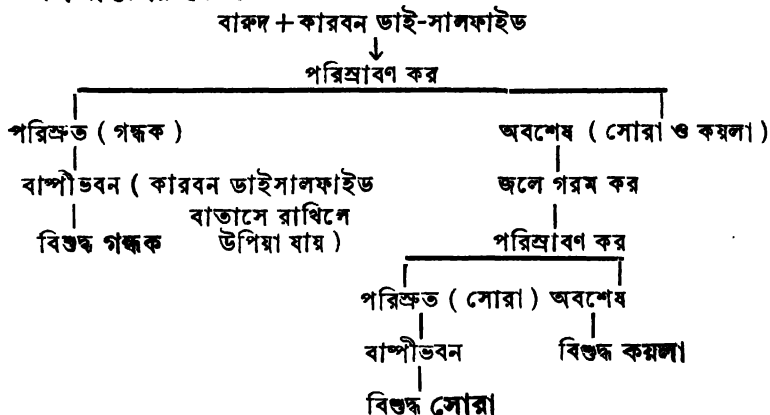 বারুদ + কারবন ডাই-সালফাইড
পরিস্রাবণ কর
পরিস্রুত ( গন্ধক ) অবশেষ ( সোরা ও কয়লা )
বাষ্পীভবন ( কারবন ডাইসালফাইড জলে গরম কর
বাতাসে রাখিলে
বিশুদ্ধ গন্ধক উপিয়া যায় ) পরিস্রাবণ কর
পরিস্রুত ( সোরা ) অবশেষ
বাষ্পীভবন বিশুদ্ধ কয়লা
বিশুদ্ধ সোরা